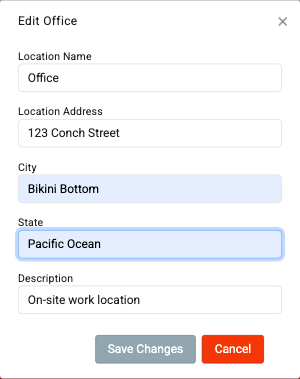 Edit Office ×
Location Name
Office
Location Address
123 Conch Street
City
Bikini Bottom
State
Pacific Ocean
Description
On-site work location
Save Changes Cancel